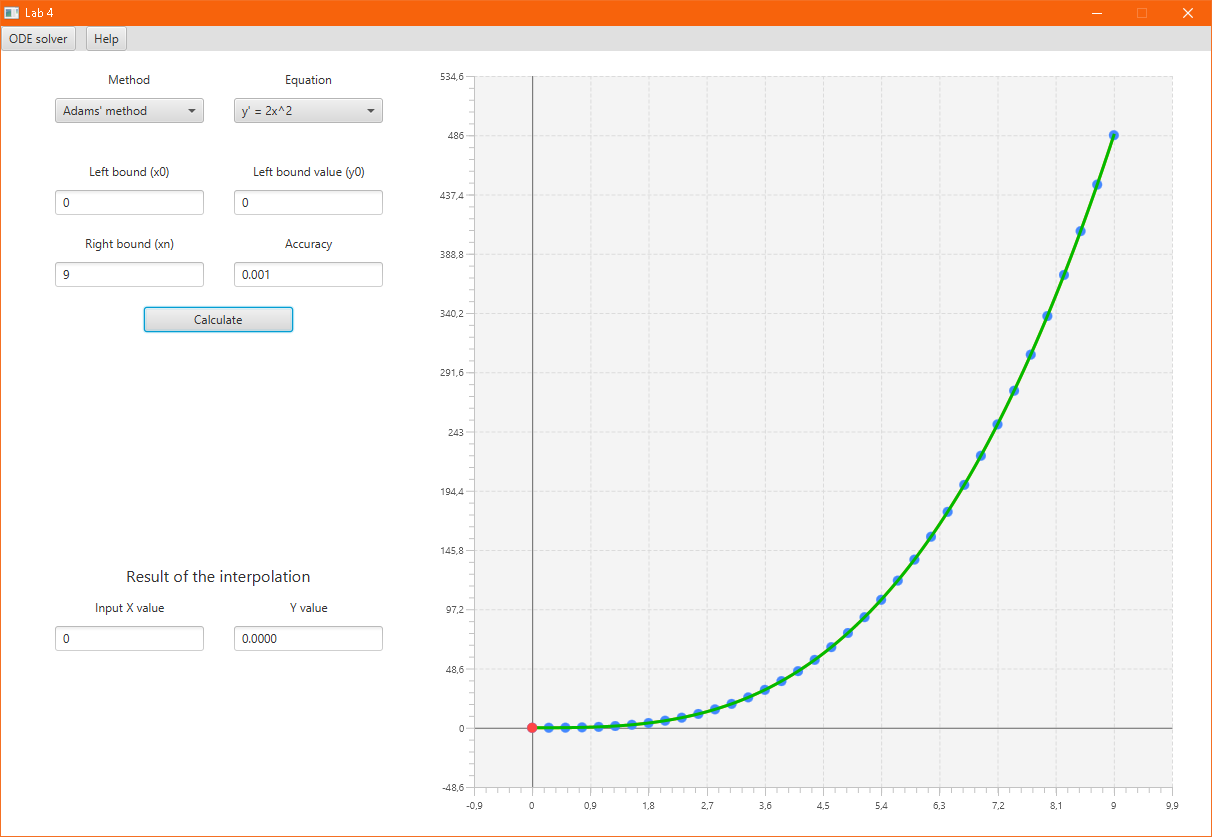 Lab 4
ODE solver Help
Method Equation
Adams' method y' = 2x^2
Left bound (x0) Left bound value (y0)
0 0
Right bound (xn) Accuracy
9 0.001
Calculate
Result of the interpolation
Input X value Y value
0 0.0000
534,6
486
437,4
388,8
340,2
291,6
243
194,4
145,8
97,2
48,6
0
-48,6
-0,9 0 0,9 1,8 2,7 3,6 4,5 5,4 6,3 7,2 8,1 9 9,9